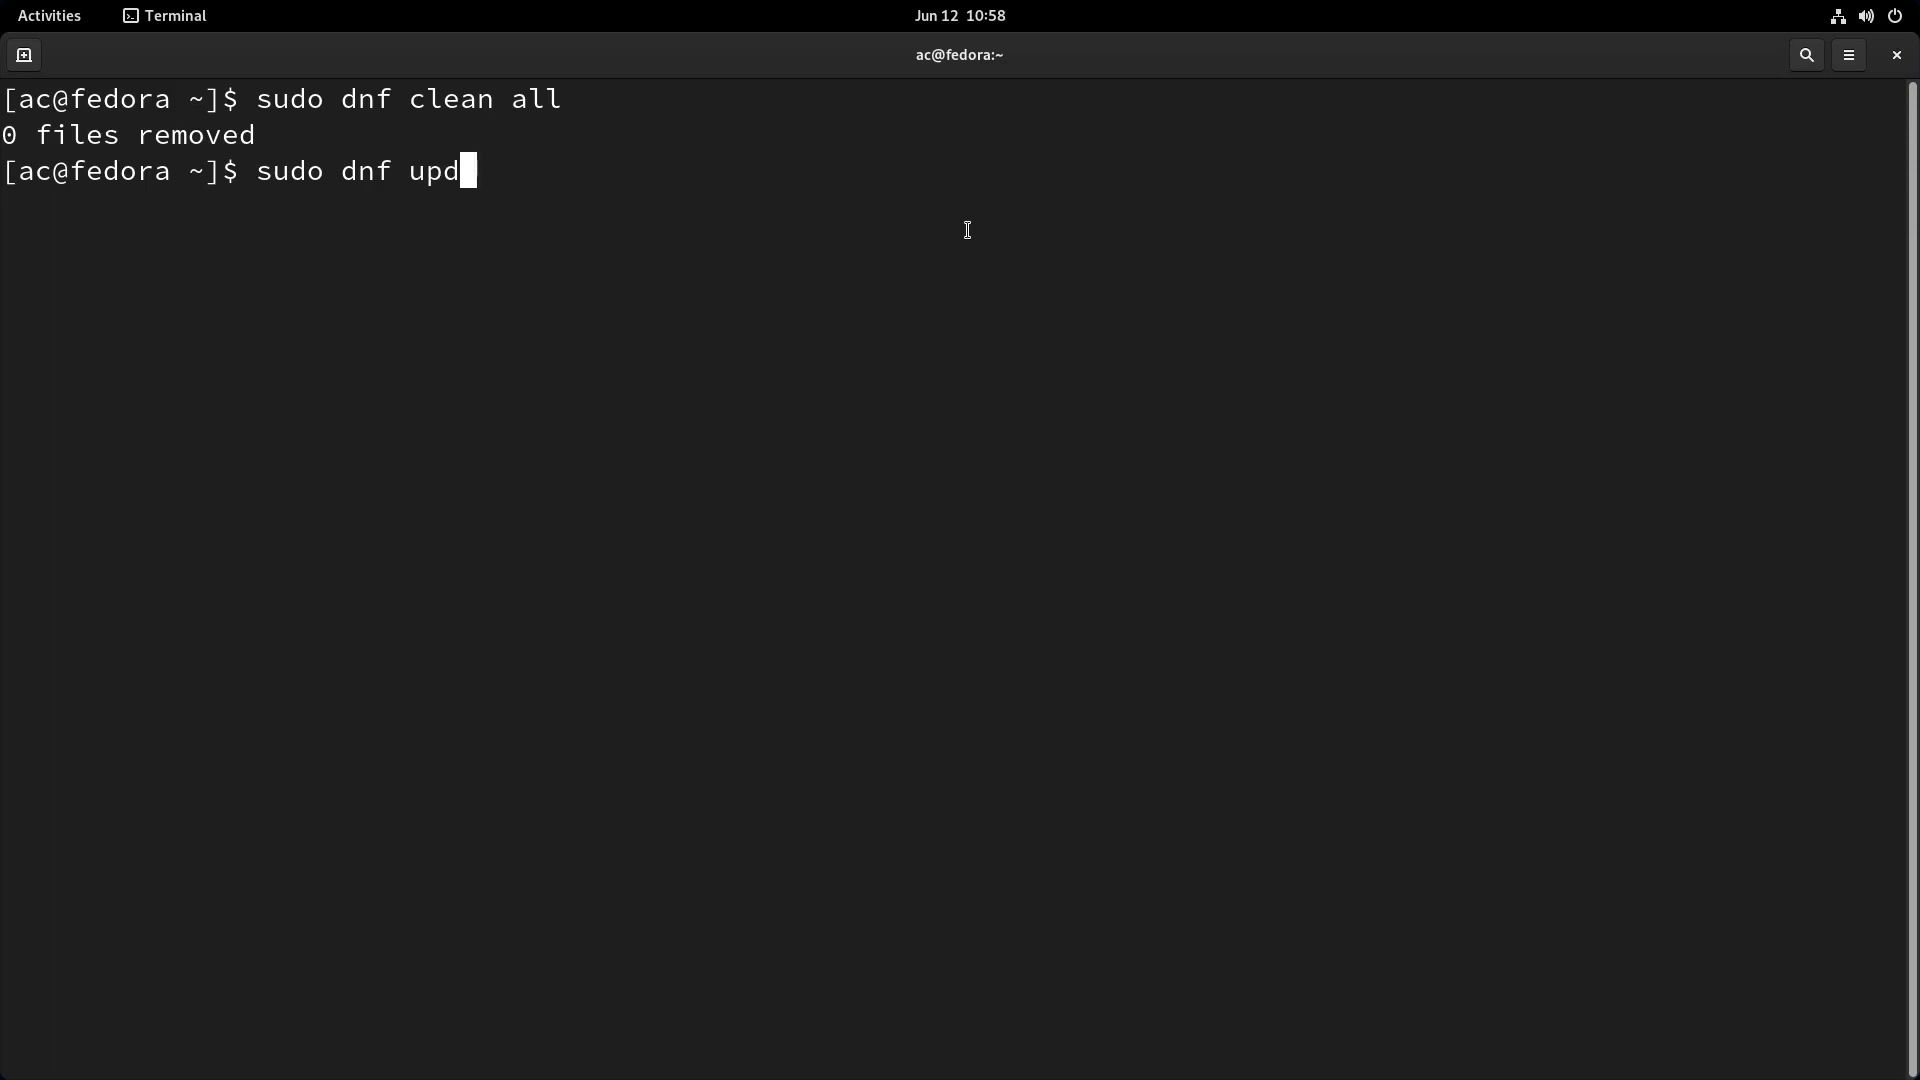 Activities Terminal Jun 12 10:58
ac@fedora:~
[ac@fedora ~]$ sudo dnf clean all
0 files removed
[ac@fedora ~]$ sudo dnf upd